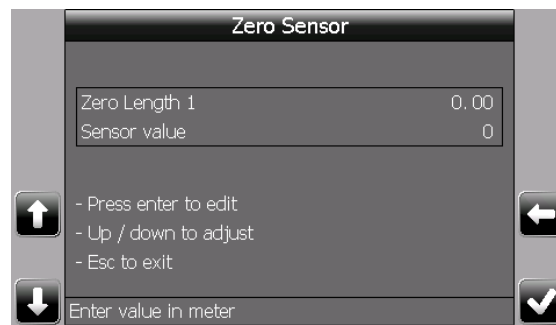 Zero Sensor
Zero Length 1 0.00
Sensor value 0
- Press enter to edit
- Up / down to adjust
- Esc to exit
Enter value in meter